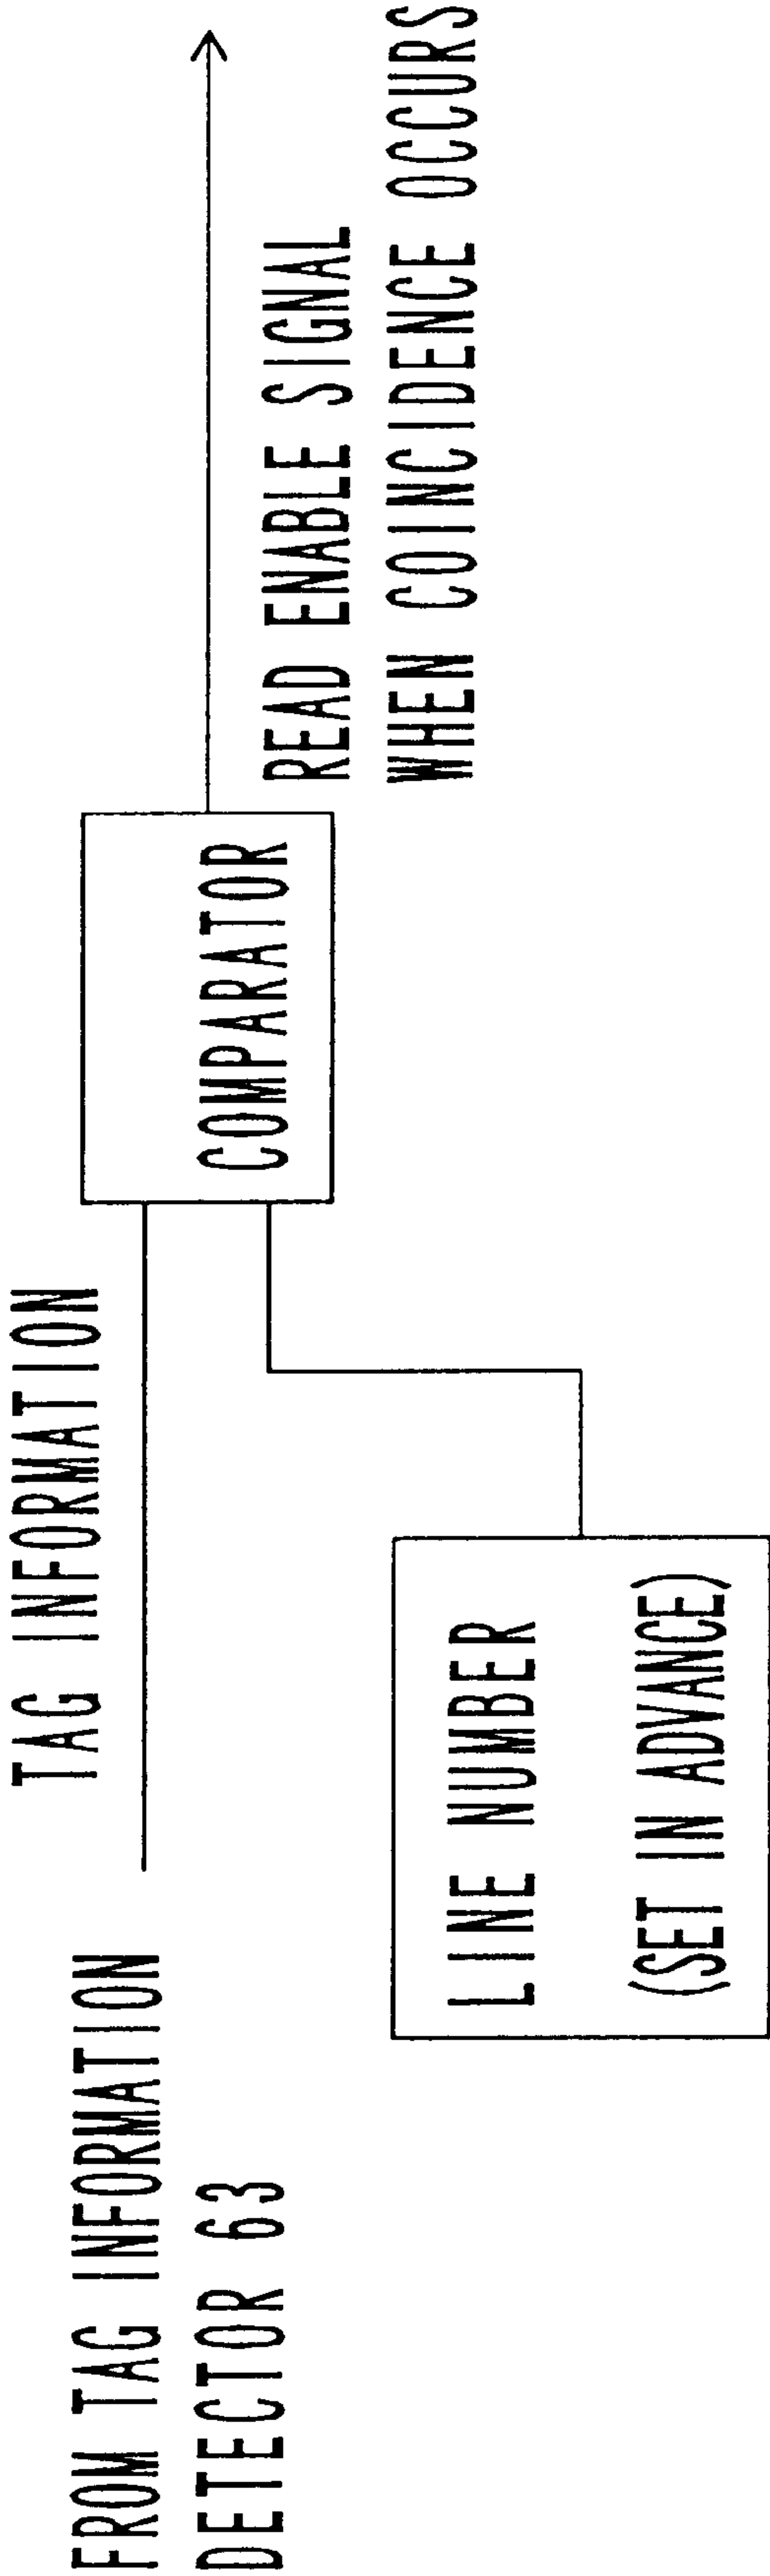 TAG INFORMATION
FROM TAG INFORMATION
DETECTOR 63
COMPARATOR
READ ENABLE SIGNAL
WHEN COINCIDENCE OCCURS
LINE NUMBER
(SET IN ADVANCE)